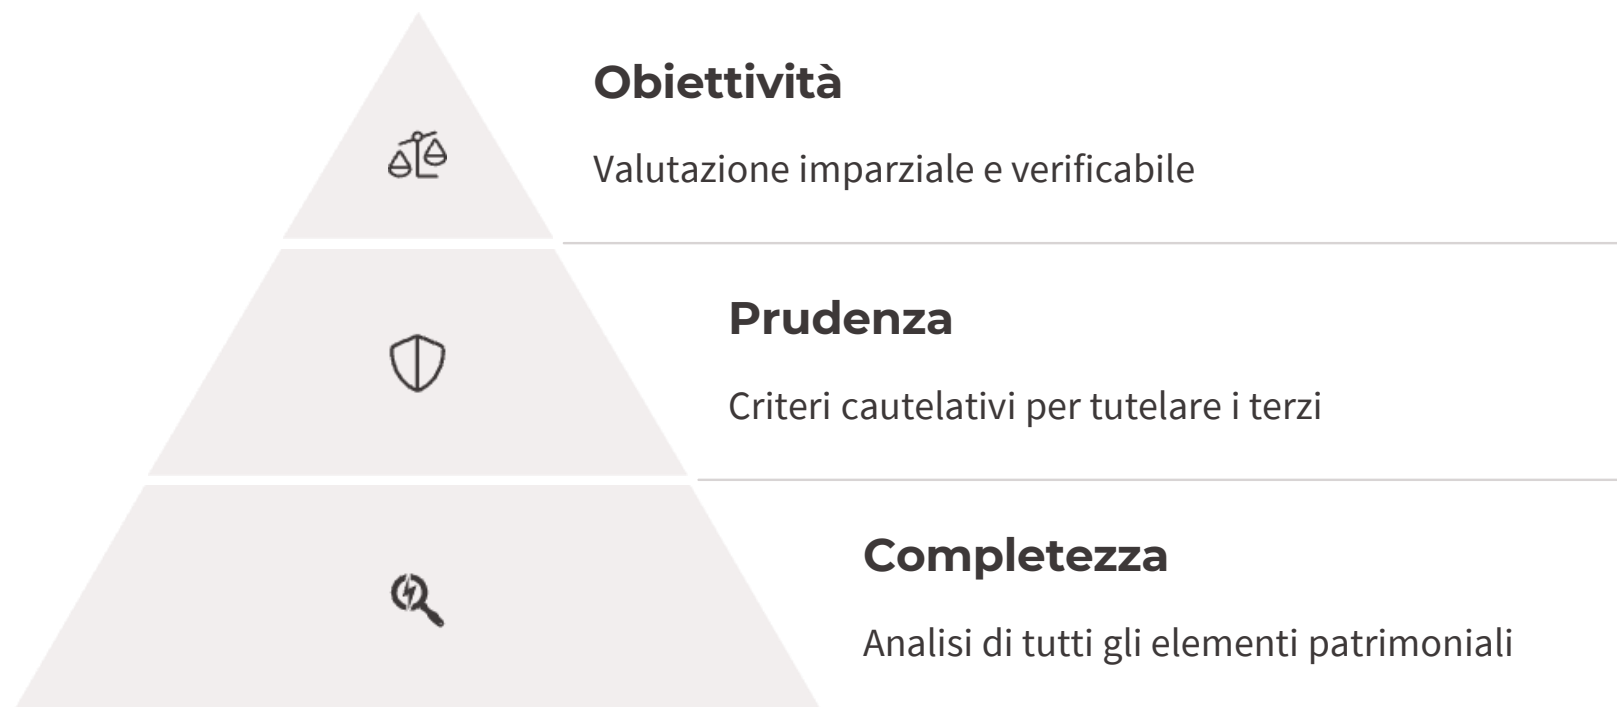 Obiettività
Valutazione imparziale e verificabile
Prudenza
Criteri cautelativi per tutelare i terzi
Completezza
Analisi di tutti gli elementi patrimoniali